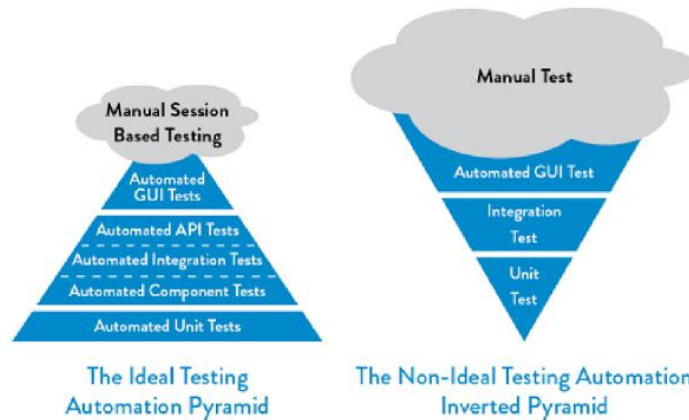 Manual Session
Based Testing
Automated
GUI Tests
Automated API Tests
Automated Integration Tests
Automated Component Tests
Automated Unit Tests
The Ideal Testing
Automation Pyramid
Manual Test
Automated GUI Test
Integration
Test
Unit
Test
The Non-Ideal Testing Automation
Inverted Pyramid